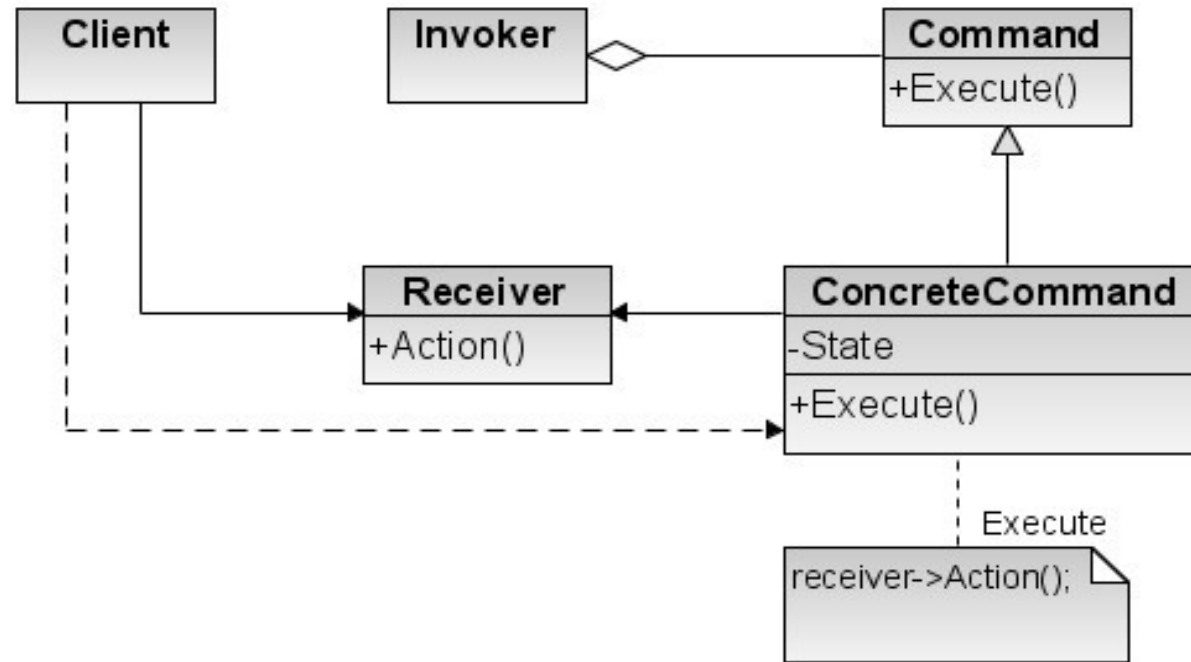 Client
Invoker
Command
+Execute()
Receiver
+Action()
ConcreteCommand
-State
+Execute()
Execute
receiver->Action();